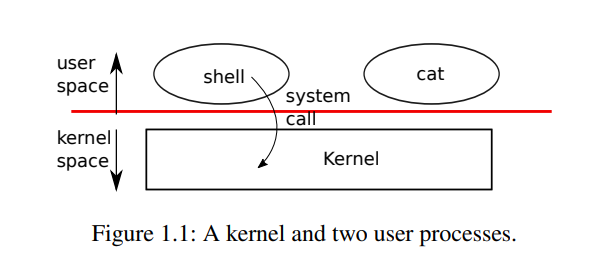 user
space
shell
cat
system
call
kernel
space
Kernel
Figure 1.1: A kernel and two user processes.